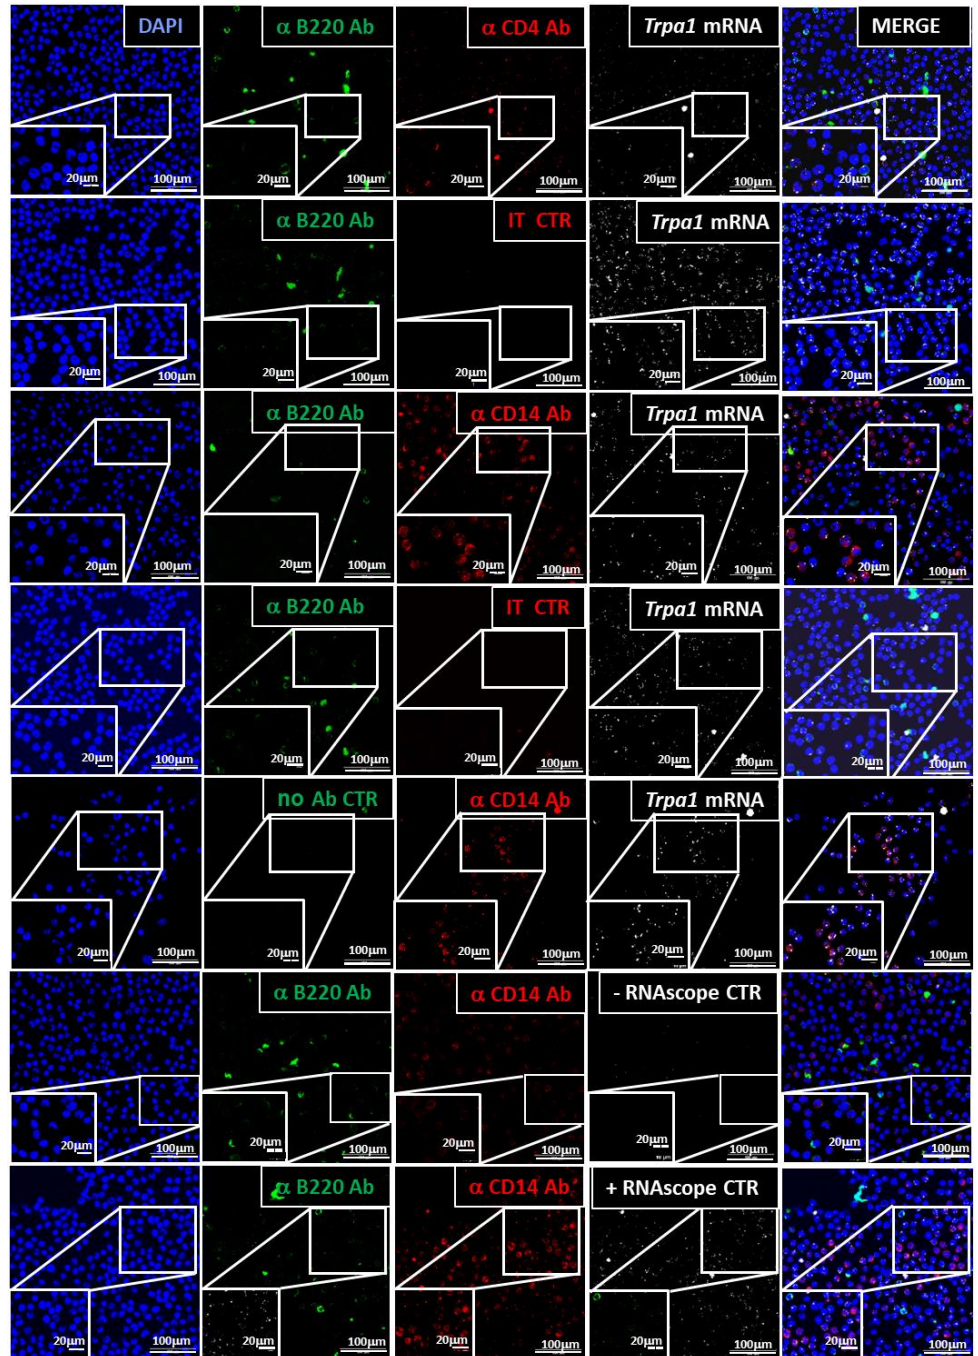 DAPI α B220 Ab α CD4 Ab Trpa1 mRNA MERGE
20µm 100µm 20µm 100µm 20µm 100µm 20µm 100µm 20µm 100µm
α B220 Ab IT CTR Trpa1 mRNA
20µm 100µm 20µm 100µm 20µm 100µm 20µm 100µm 20µm 100µm
α B220 Ab α CD14 Ab Trpa1 mRNA
20µm 100µm 20µm 100µm 20µm 100µm 20µm 100µm 20µm 100µm
α B220 Ab IT CTR Trpa1 mRNA
20µm 100µm 20µm 100µm 20µm 100µm 20µm 100µm 20µm 100µm
no Ab CTR α CD14 Ab Trpa1 mRNA
20µm 100µm 20µm 100µm 20µm 100µm 20µm 100µm 20µm 100µm
α B220 Ab α CD14 Ab - RNAscope CTR
20µm 100µm 20µm 100µm 20µm 100µm 20µm 100µm 20µm 100µm
α B220 Ab α CD14 Ab + RNAscope CTR
20µm 100µm 20µm 100µm 20µm 100µm 20µm 100µm 20µm 100µm